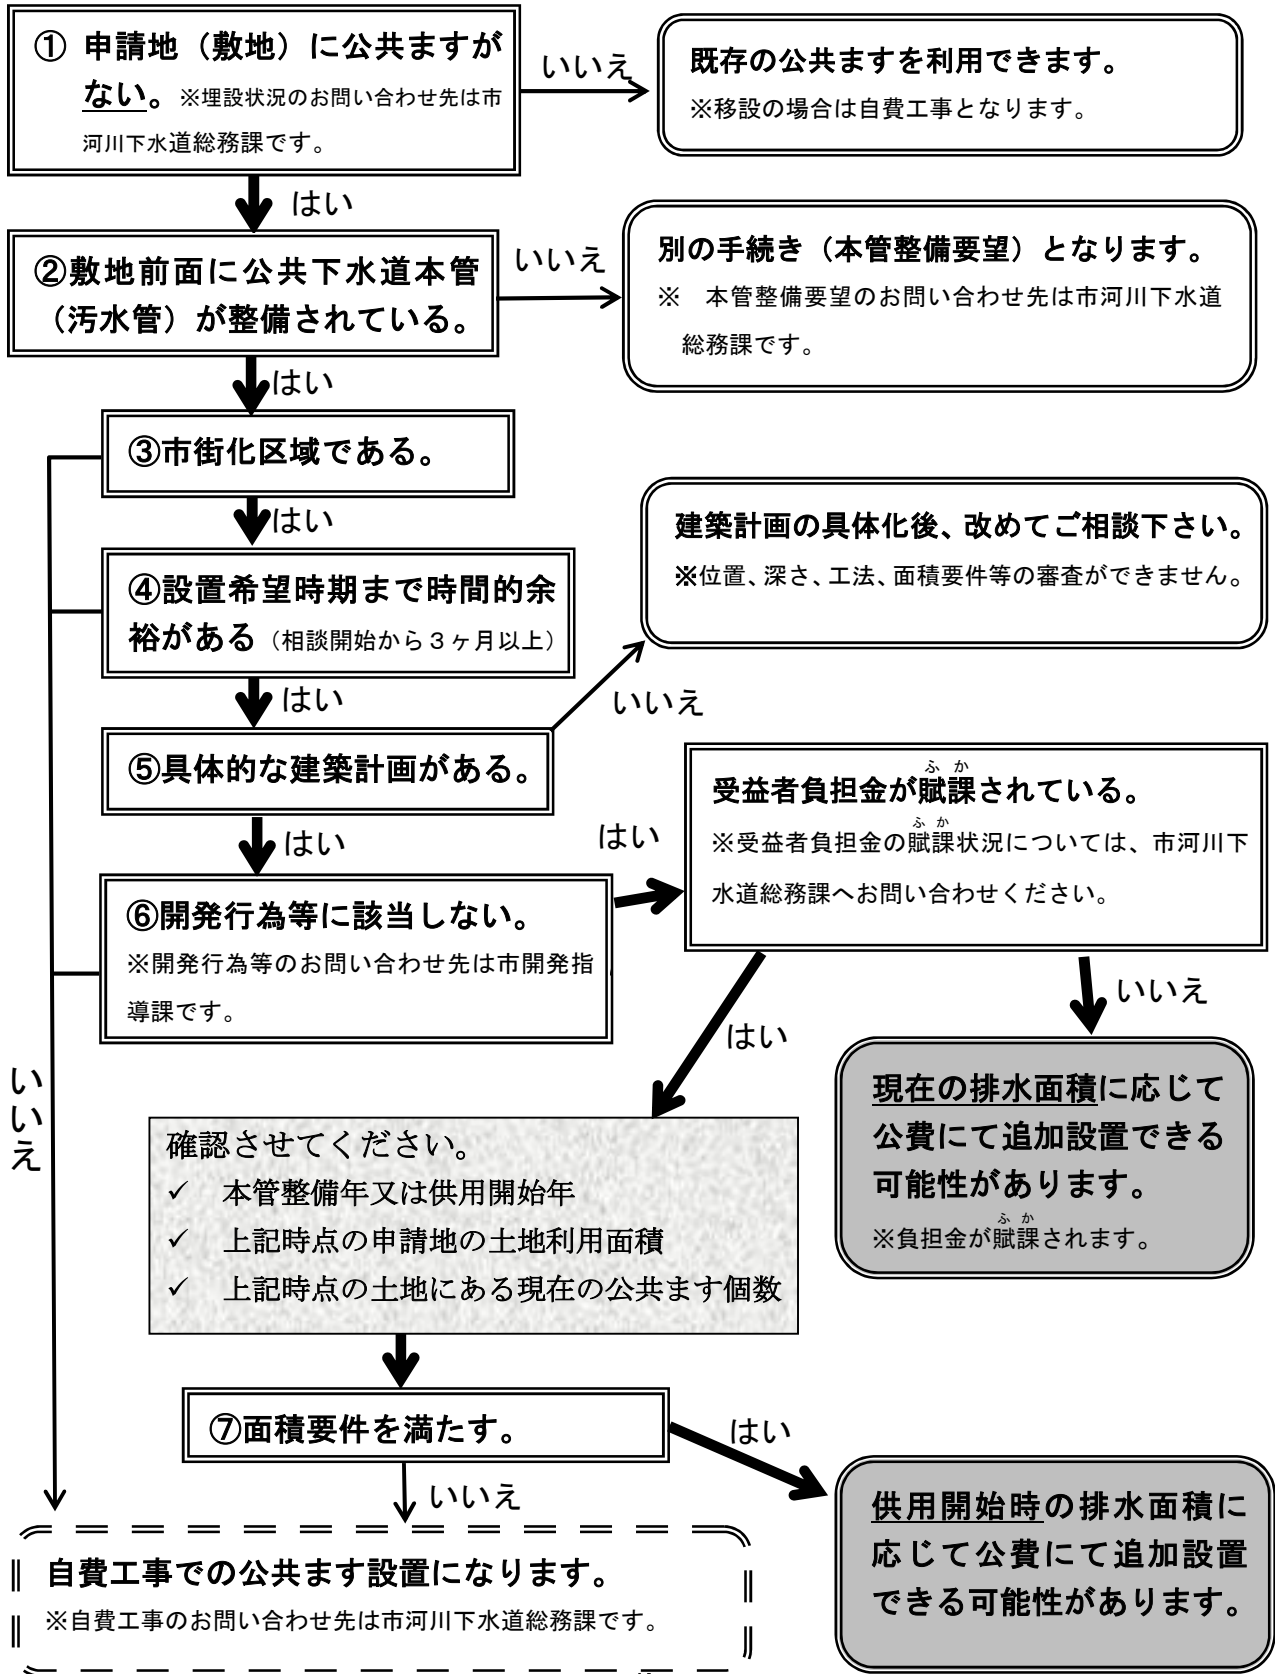 ① 申請地（敷地）に公共ますが
ない。※埋設状況のお問い合わせ先は市
河川下水道総務課です。
いいえ
既存の公共ますを利用できます。
※移設の場合は自費工事となります。
はい
②敷地前面に公共下水道本管
（汚水管）が整備されている。
いいえ
別の手続き（本管整備要望）となります。
※　本管整備要望のお問い合わせ先は市河川下水道
総務課です。
はい
③市街化区域である。
はい
④設置希望時期まで時間的余
裕がある（相談開始から３ヶ月以上）
建築計画の具体化後、改めてご相談下さい。
※位置、深さ、工法、面積要件等の審査ができません。
はい
いいえ
⑤具体的な建築計画がある。
はい
はい
ふ か
受益者負担金が賦課されている。
ふ か
※受益者負担金の賦課状況については、市河川下
水道総務課へお問い合わせください。
⑥開発行為等に該当しない。
※開発行為等のお問い合わせ先は市開発指
導課です。
はい
いいえ
いいえ
現在の排水面積に応じて
公費にて追加設置できる
可能性があります。
ふ か
※負担金が賦課されます。
確認させてください。
✓ 本管整備年又は供用開始年
✓ 上記時点の申請地の土地利用面積
✓ 上記時点の土地にある現在の公共ます個数
⑦面積要件を満たす。
はい
いいえ
供用開始時の排水面積に
応じて公費にて追加設置
できる可能性があります。
自費工事での公共ます設置になります。
※自費工事のお問い合わせ先は市河川下水道総務課です。